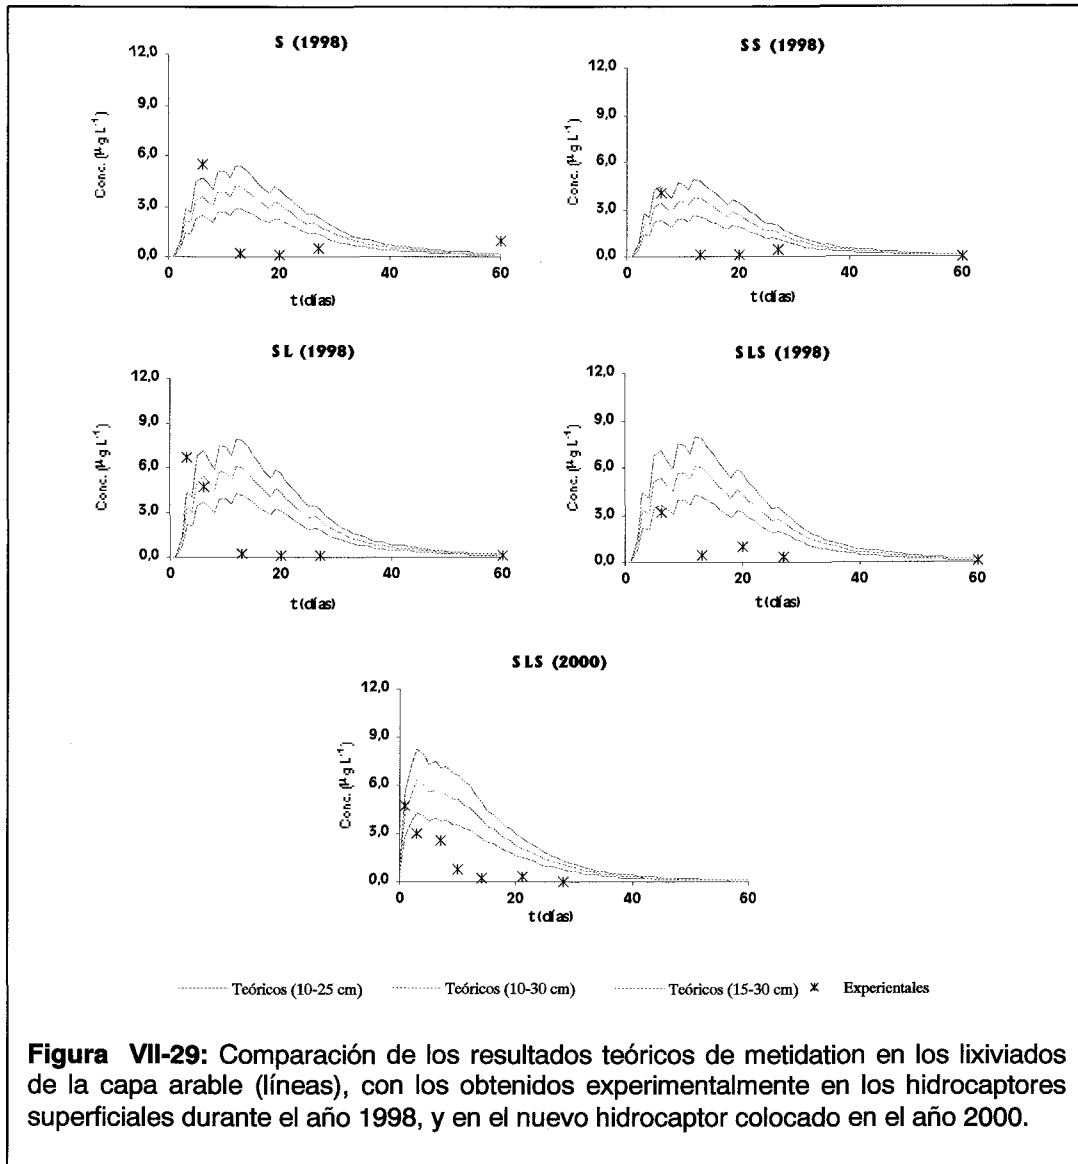 S (1998)
12,0
9,0
6,0
3,0
0,0
Conc. (µg L⁻¹)
0 20 40 60
t (días)
SS (1998)
12,0
9,0
6,0
3,0
0,0
Conc. (µg L⁻¹)
0 20 40 60
t (días)
SL (1998)
12,0
9,0
6,0
3,0
0,0
Conc. (µg L⁻¹)
0 20 40 60
t (días)
SLS (1998)
12,0
9,0
6,0
3,0
0,0
Conc. (µg L⁻¹)
0 20 40 60
t (días)
SLS (2000)
12,0
9,0
6,0
3,0
0,0
Conc. (µg L⁻¹)
0 20 40 60
t (días)
Teóricos (10-25 cm) Teóricos (10-30 cm) Teóricos (15-30 cm) Experientales
Figura VII-29: Comparación de los resultados teóricos de metidation en los lixiviados
de la capa arable (líneas), con los obtenidos experimentalmente en los hidrocaptores
superficiales durante el año 1998, y en el nuevo hidrocaptor colocado en el año 2000.